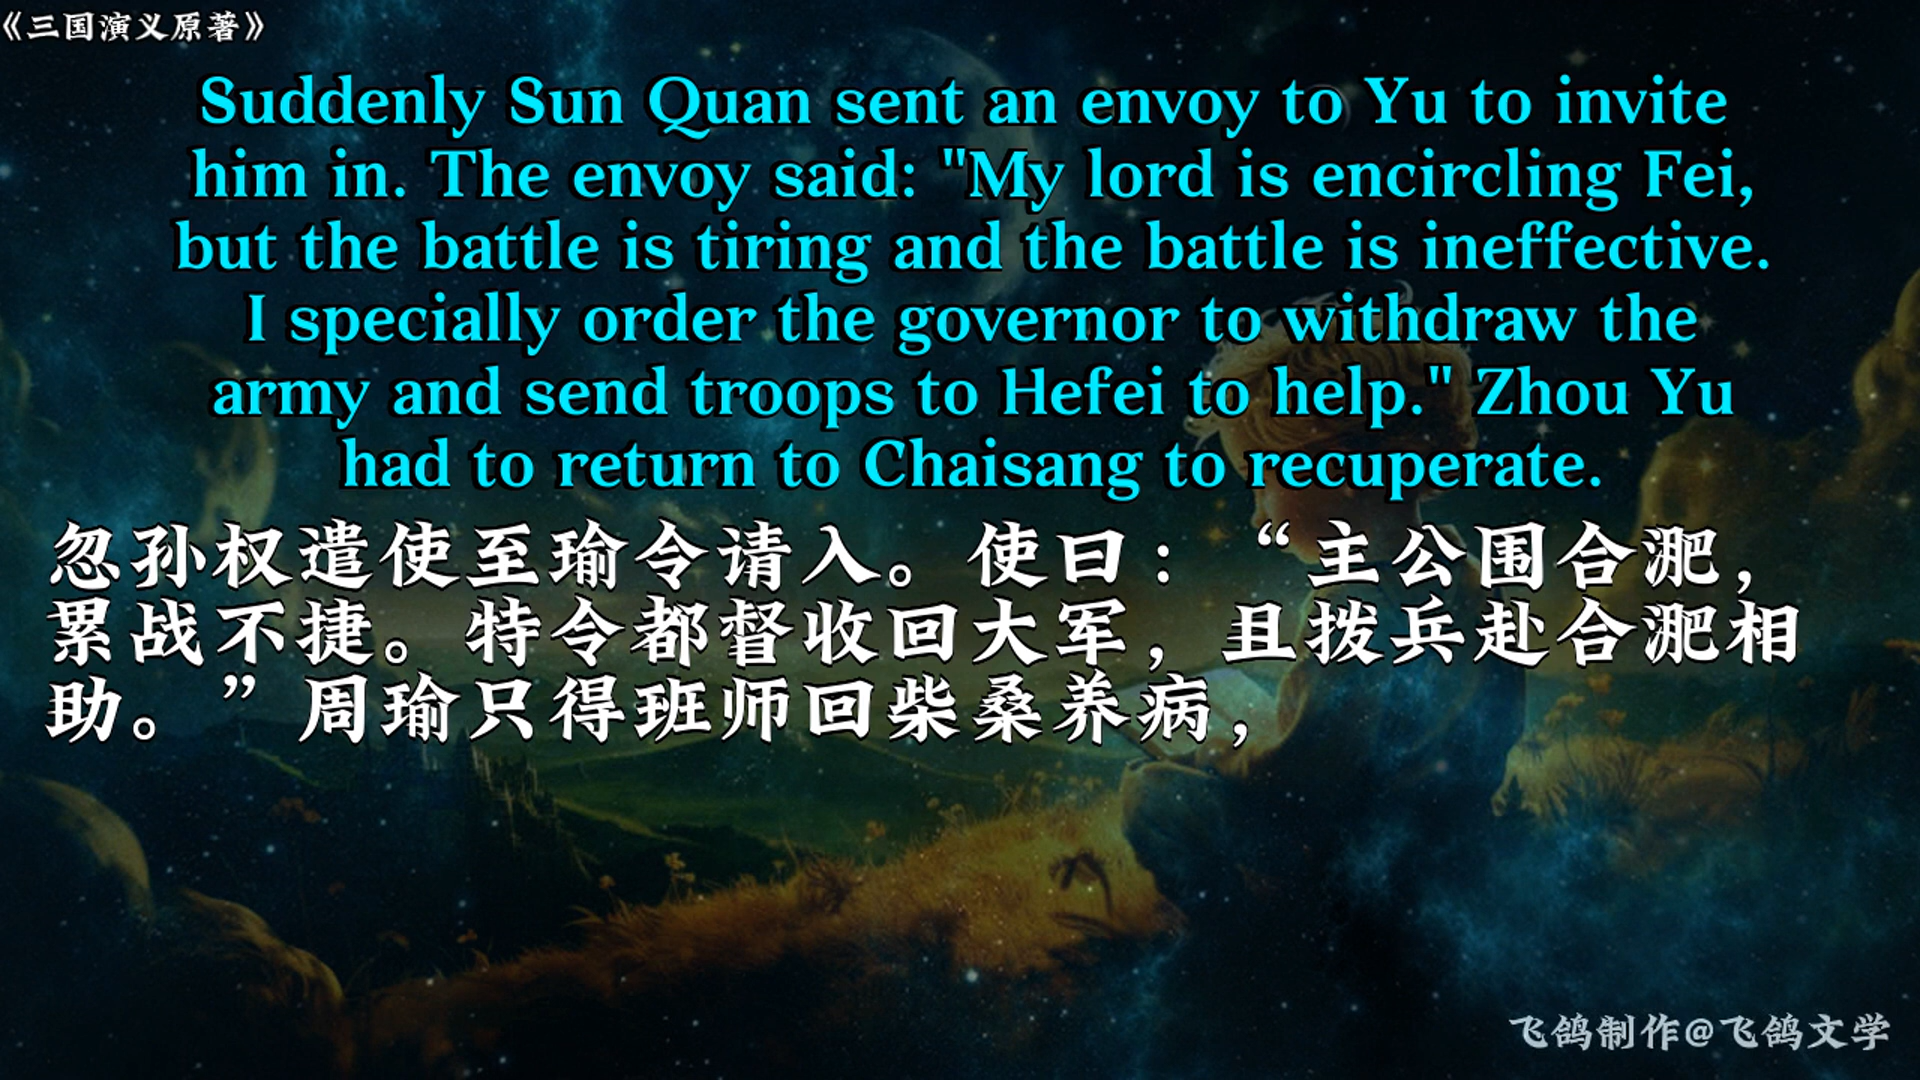 《三国演义原著》
Suddenly Sun Quan sent an envoy to Yu to invite
him in. The envoy said: "My lord is encircling Fei,
but the battle is tiring and the battle is ineffective.
I specially order the governor to withdraw the
army and send troops to Hefei to help." Zhou Yu
had to return to Chaisang to recuperate.
忽孙权遣使至瑜令请入。使曰：“主公围合淝，
累战不捷。特令都督收回大军，且拨兵赴合淝相
助。”周瑜只得班师回柴桑养病，
飞鸽制作@飞鸽文学